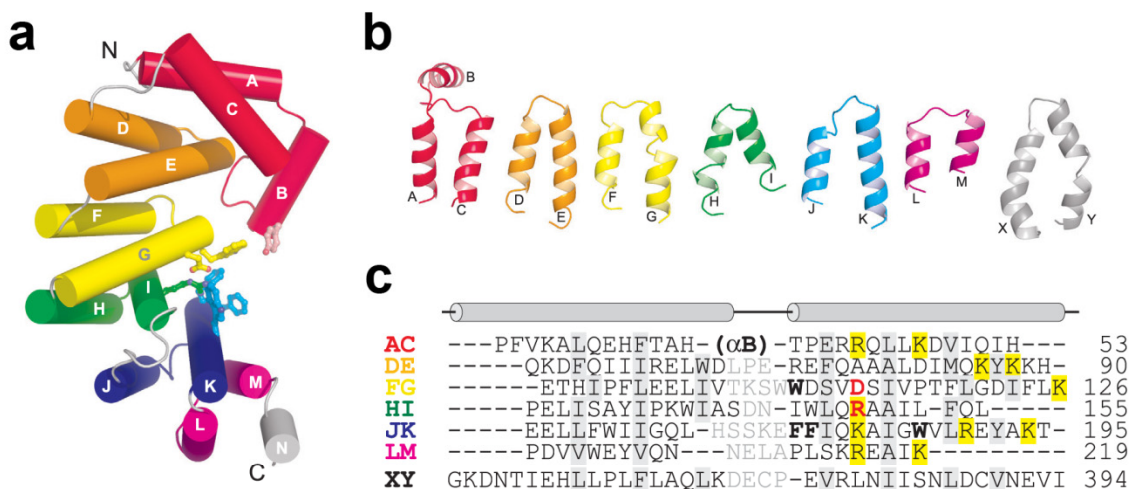 a
N
A
C
D
B
E
F
G
I
H
J
K
M
L
N
C
b
B
A
C
D
E
F
G
H
I
J
K
L
M
X
Y
c
AC ----PFVKALQEHFTAH-(αB)-TPERRQLLKDVIQIH--- 53
DE -----QKDFQIIIRELWDLPE-REFQAAALDIMQKYKKH- 90
FG ------ETHIPFLEELIVTKSWWDSVDSIVPTFLGDIFLK 126
HI -----PELISAYIPKWIASDN-IWLQRAAIL-FQL----- 155
JK -----EELLFWIIGQL-HSSKEFFIQKAIGWVLREYAKT- 195
LM -----PDVVWEYVQN---NELAPLSKREAIK--------- 219
XY GKDNTIEHLLPLFLAQLKDECP-EVRLNIISNLDCVNEVI 394